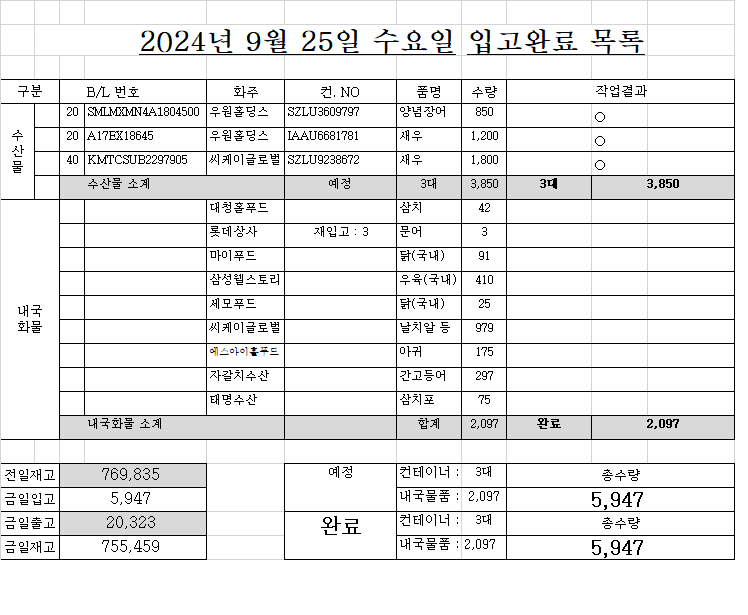 2024년 9월 25일 수요일 입고완료 목록
구분 B/L 번호 화주 컨. NO 품명 수량 작업결과
수산물
20 SMLMXMN4A1804500 우원홀딩스 SZLU3609797 양념장어 850 ○
20 A17EX18645 우원홀딩스 IAAU6681781 새우 1,200 ○
40 KMTCSUB2297905 씨케이글로벌 SZLU9238672 새우 1,800 ○
수산물 소계 예정 3대 3,850 3대 3,850
내국화물
대청홀푸드 삼치 42
롯데상사 재입고 : 3 문어 3
마이푸드 닭(국내) 91
삼성웰스토리 우육(국내) 410
세모푸드 닭(국내) 25
씨케이글로벌 날치알 등 979
에스아이홀푸드 아귀 175
자갈치수산 간고등어 297
태명수산 삼치포 75
내국화물 소계 합계 2,097 완료 2,097
전일재고 769,835 예정 컨테이너 : 3대 총수량
금일입고 5,947 내국물품 : 2,097 5,947
금일출고 20,323 완료 컨테이너 : 3대 총수량
금일재고 755,459 내국물품 : 2,097 5,947